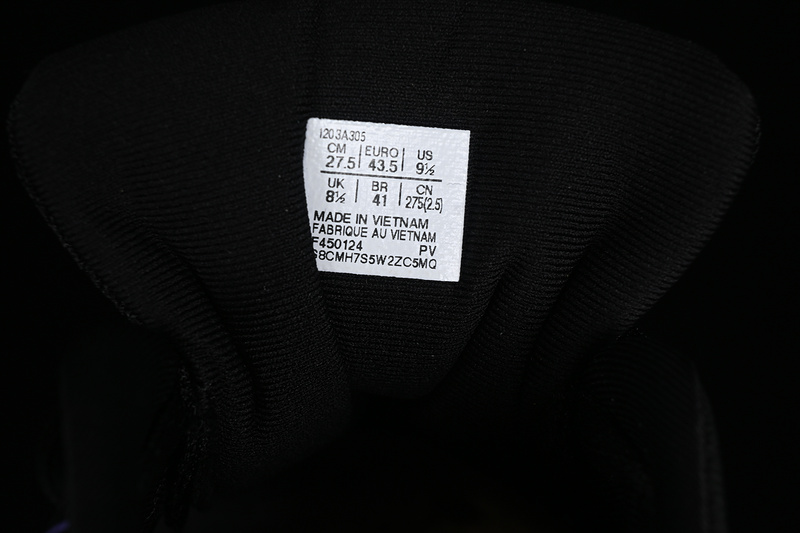 1203A305
CM | EURO | US
27.5 | 43.5 | 9½
UK | BR | CN
8½ | 41 | 275(2.5)
MADE IN VIETNAM
FABRIQUE AU VIETNAM
F450124 PV
S8CMH7S5W2ZC5MQ